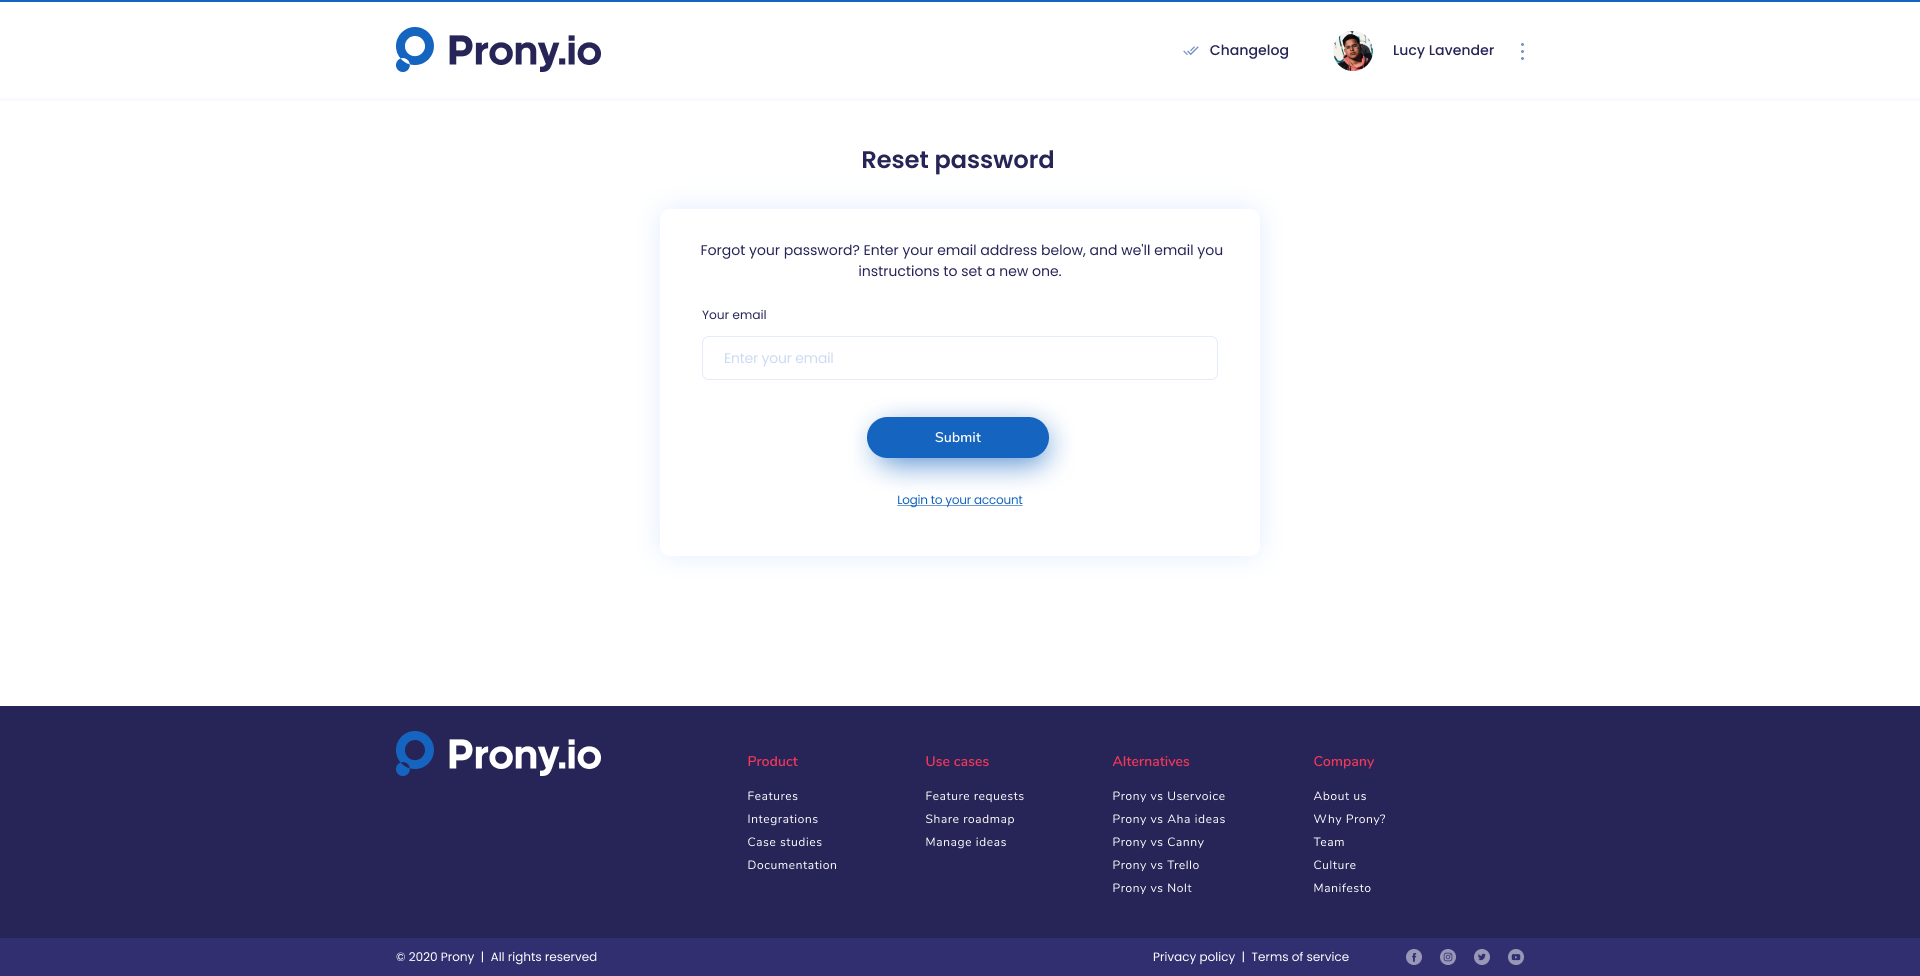 Prony.io
Changelog
Lucy Lavender
Reset password
Forgot your password? Enter your email address below, and we'll email you
instructions to set a new one.
Your email
Enter your email
Submit
Login to your account
Prony.io
Product
Features
Integrations
Case studies
Documentation
Use cases
Feature requests
Share roadmap
Manage ideas
Alternatives
Prony vs Uservoice
Prony vs Aha ideas
Prony vs Canny
Prony vs Trello
Prony vs Nolt
Company
About us
Why Prony?
Team
Culture
Manifesto
© 2020 Prony | All rights reserved
Privacy policy | Terms of service